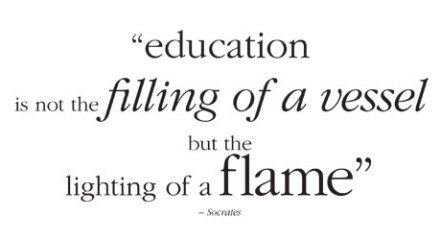 “education
is not the filling of a vessel
but the
lighting of a flame”
– Socrates